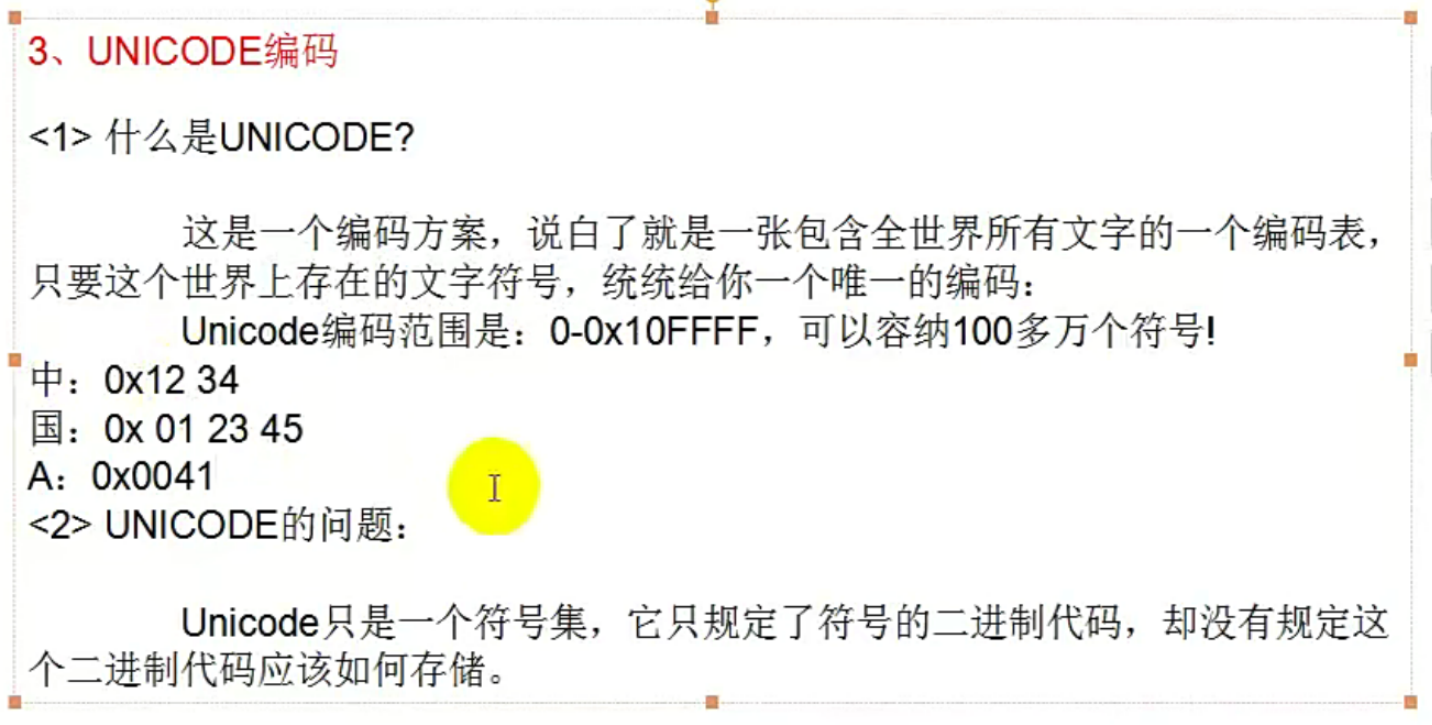 3、UNICODE编码
<1> 什么是UNICODE?
这是一个编码方案，说白了就是一张包含全世界所有文字的一个编码表，
只要这个世界上存在的文字符号，统统给你一个唯一的编码：
Unicode编码范围是：0-0x10FFFF，可以容纳100多万个符号!
中：0x12 34
国：0x 01 23 45
A：0x0041
<2> UNICODE的问题：
Unicode只是一个符号集，它只规定了符号的二进制代码，却没有规定这
个二进制代码应该如何存储。